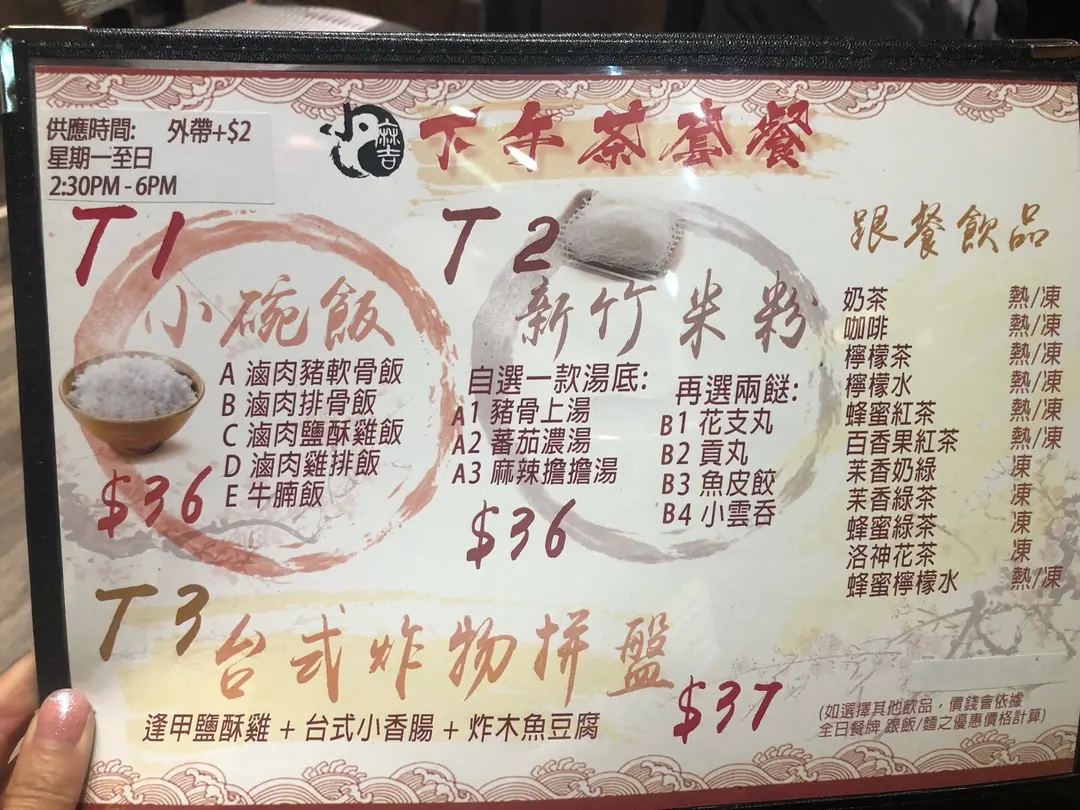 供應時間: 外帶+$2
星期一至日
2:30PM - 6PM
小麻吉
下午茶套餐
T1
小碗飯
A 滷肉豬軟骨飯
B 滷肉排骨飯
C 滷肉鹽酥雞飯
D 滷肉雞排飯
E 牛腩飯
$36
T2
新竹米粉
自選一款湯底:
A1 豬骨上湯
A2 蕃茄濃湯
A3 麻辣擔擔湯
$36
再選兩餸:
B1 花支丸
B2 貢丸
B3 魚皮餃
B4 小雲吞
跟餐飲品
奶茶 熱/凍
咖啡 熱/凍
檸檬茶 熱/凍
檸檬水 熱/凍
蜂蜜紅茶 熱/凍
百香果紅茶 熱/凍
茉香奶綠 凍
茉香綠茶 凍
蜂蜜綠茶 凍
洛神花茶 凍
蜂蜜檸檬水 熱/凍
T3
台式炸物拼盤
$37
逢甲鹽酥雞 + 台式小香腸 + 炸木魚豆腐
(如選擇其他飲品，價錢會依據
全日餐牌 跟飯/麵之優惠價格計算)